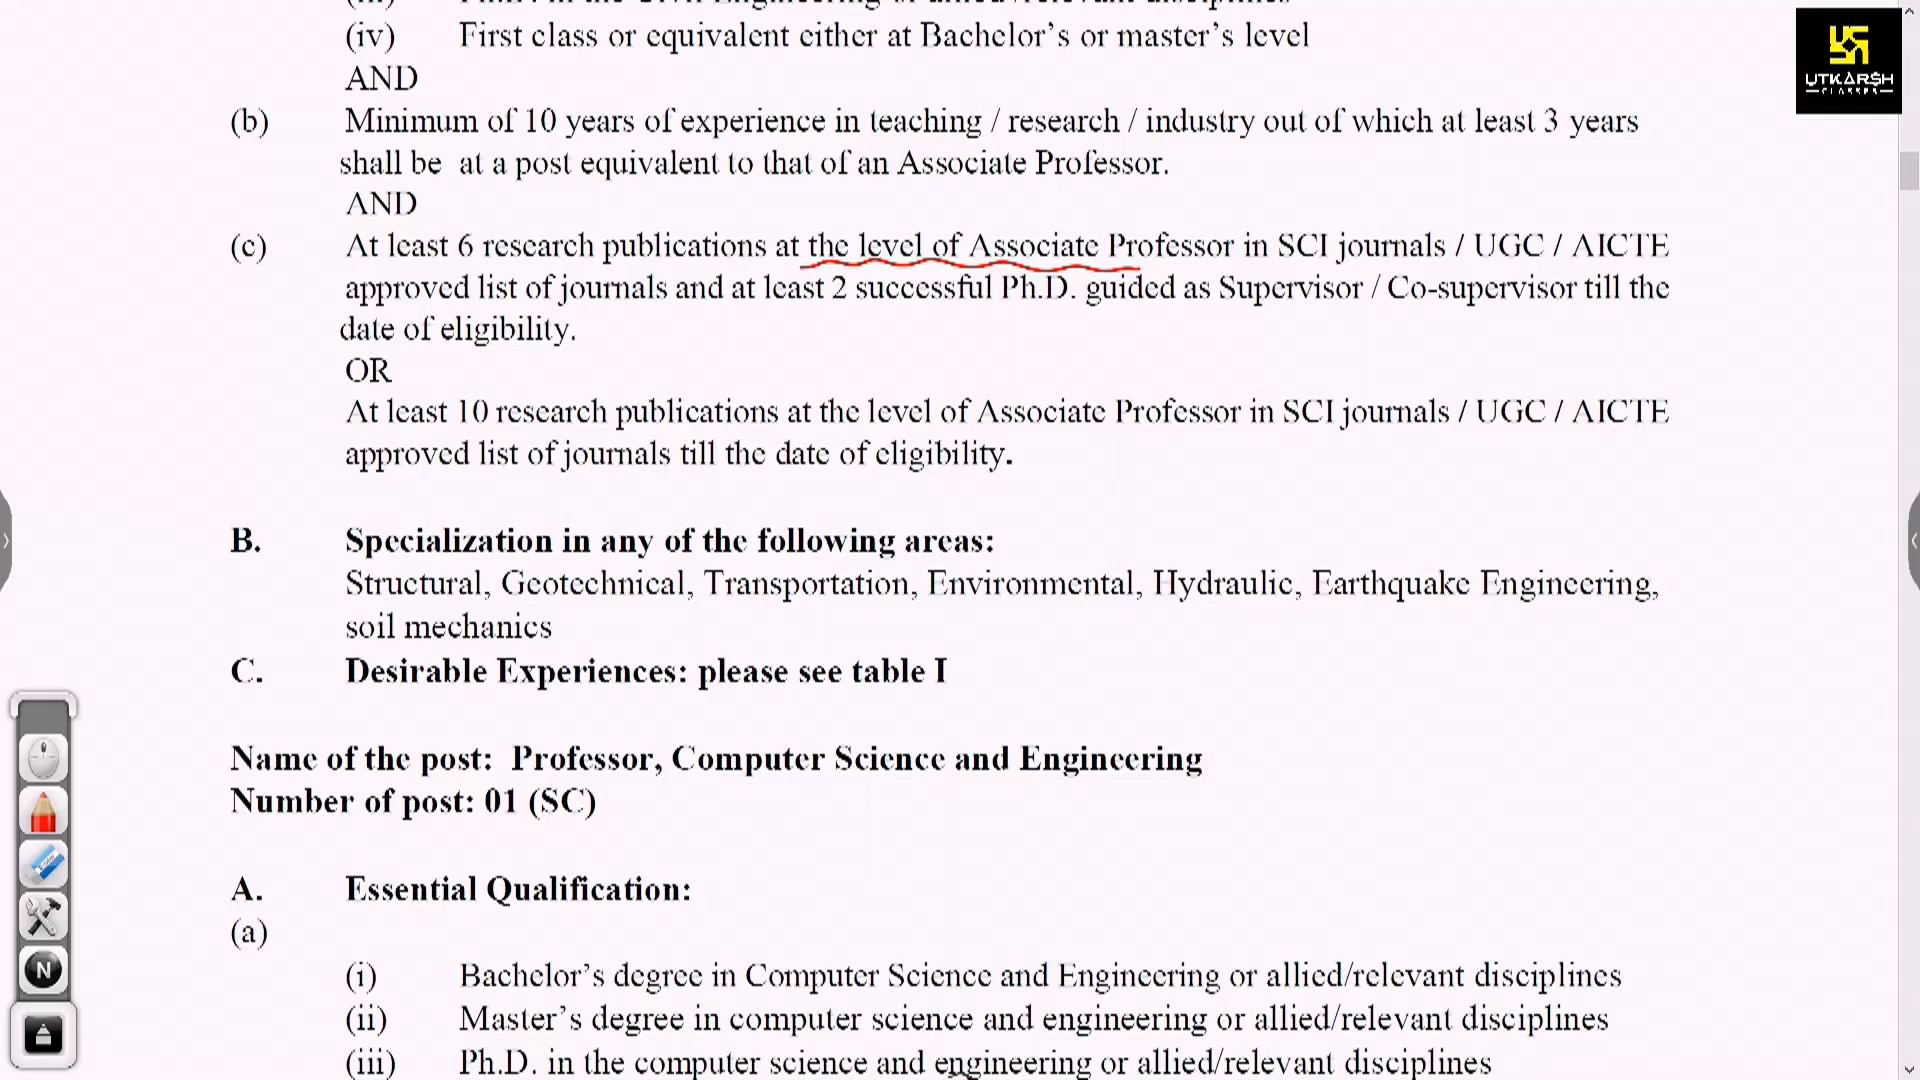 (iv) First class or equivalent either at Bachelor's or master's level
AND
(b) Minimum of 10 years of experience in teaching / research / industry out of which at least 3 years
shall be at a post equivalent to that of an Associate Professor.
AND
(c) At least 6 research publications at the level of Associate Professor in SCI journals / UGC / AICTE
approved list of journals and at least 2 successful Ph.D. guided as Supervisor / Co-supervisor till the
date of eligibility.
OR
At least 10 research publications at the level of Associate Professor in SCI journals / UGC / AICTE
approved list of journals till the date of eligibility.
B. Specialization in any of the following areas:
Structural, Geotechnical, Transportation, Environmental, Hydraulic, Earthquake Engineering,
soil mechanics
C. Desirable Experiences: please see table I
Name of the post: Professor, Computer Science and Engineering
Number of post: 01 (SC)
A. Essential Qualification:
(a)
(i) Bachelor's degree in Computer Science and Engineering or allied/relevant disciplines
(ii) Master's degree in computer science and engineering or allied/relevant disciplines
(iii) Ph.D. in the computer science and engineering or allied/relevant disciplines
UTKARSH
CLASSES
N